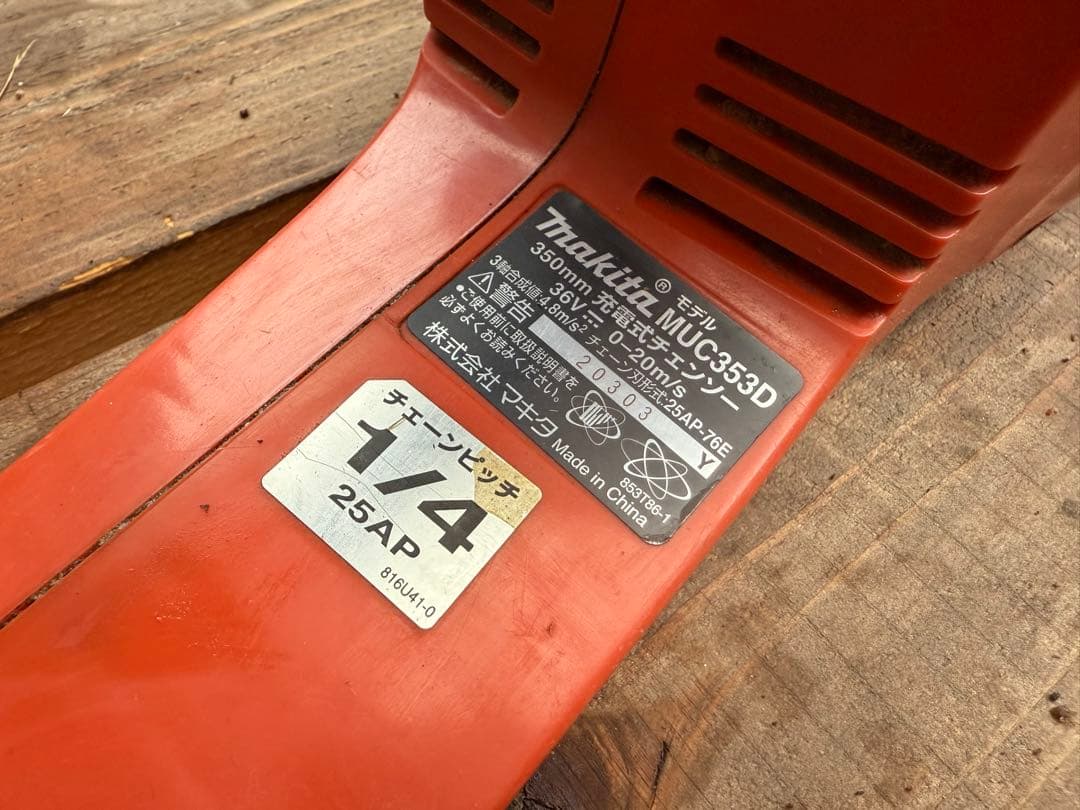 makita® モデル MUC353D
350mm 充電式チェンソー
36V⎓ 0-20m/s
3軸合成値:4.8m/s² チェーン刃形式:25AP-76E
⚠警告 20303 Y
●ご使用前に取扱説明書を
必ずよくお読みください。
853T86-1
株式会社マキタ Made in China
チェーンピッチ
1/4
25AP
816U41-0